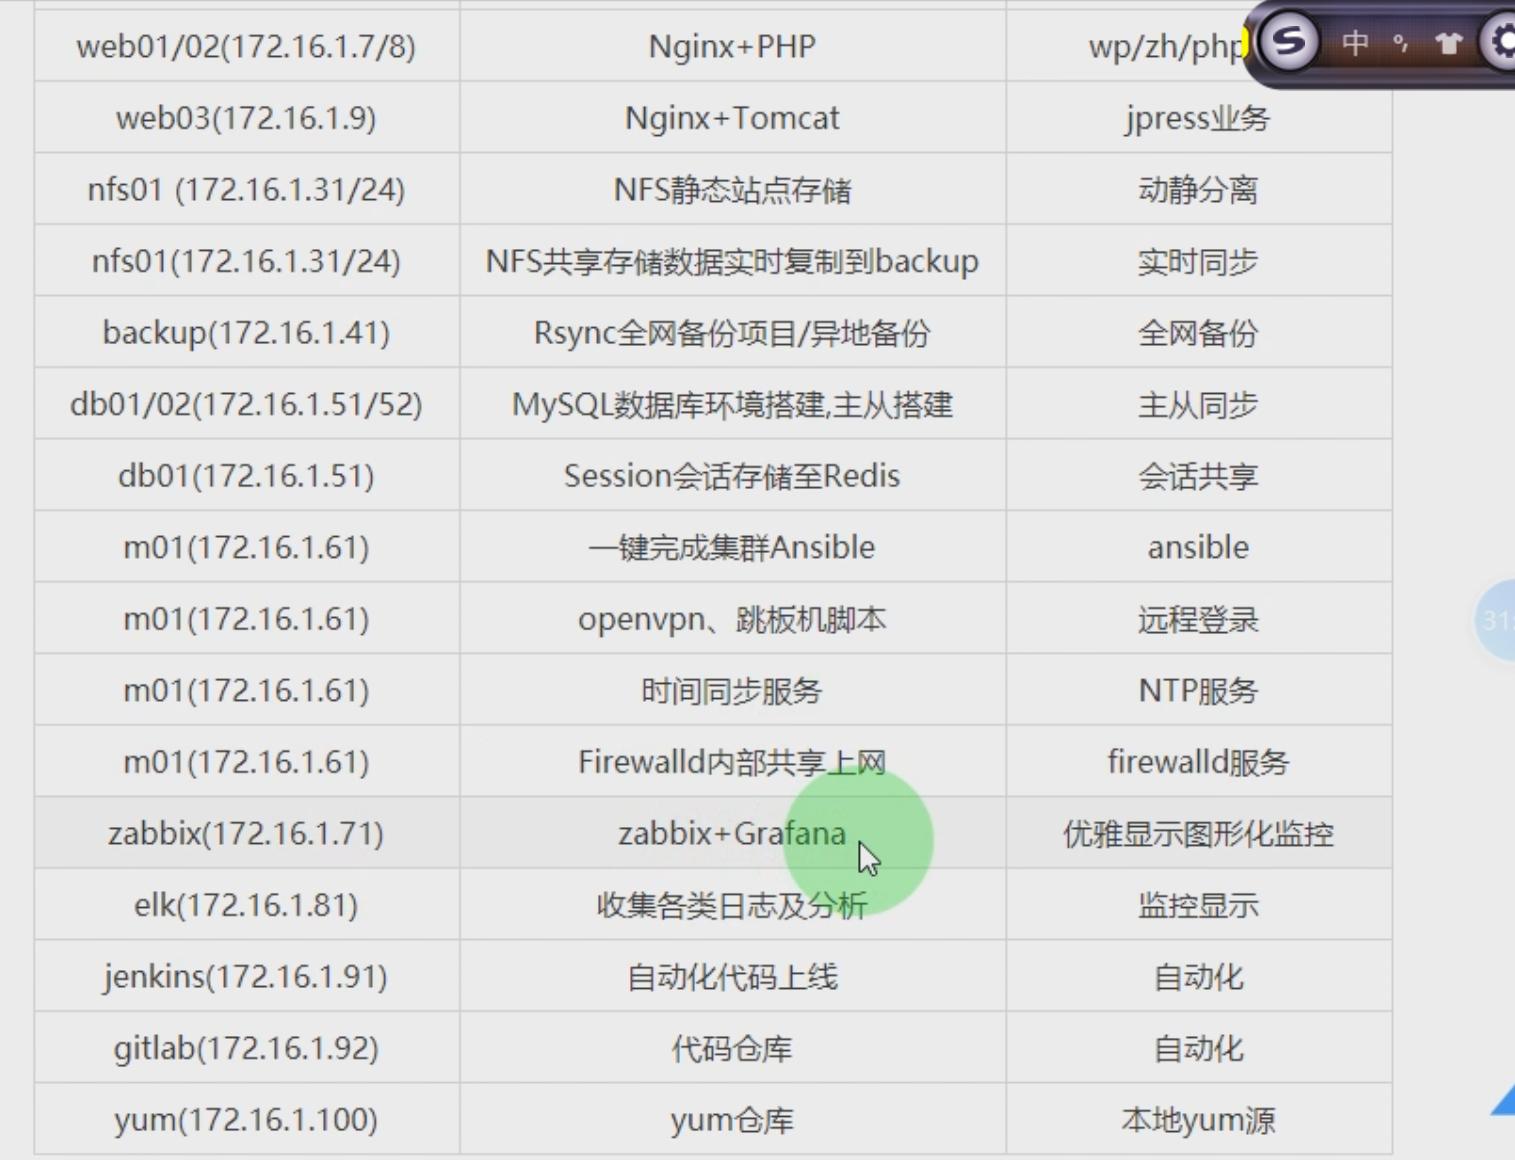 web01/02(172.16.1.7/8) Nginx+PHP wp/zh/php
中
web03(172.16.1.9) Nginx+Tomcat jpress业务
nfs01 (172.16.1.31/24) NFS静态站点存储 动静分离
nfs01(172.16.1.31/24) NFS共享存储数据实时复制到backup 实时同步
backup(172.16.1.41) Rsync全网备份项目/异地备份 全网备份
db01/02(172.16.1.51/52) MySQL数据库环境搭建,主从搭建 主从同步
db01(172.16.1.51) Session会话存储至Redis 会话共享
m01(172.16.1.61) 一键完成集群Ansible ansible
m01(172.16.1.61) openvpn、跳板机脚本 远程登录
31
m01(172.16.1.61) 时间同步服务 NTP服务
m01(172.16.1.61) Firewalld内部共享上网 firewalld服务
zabbix(172.16.1.71) zabbix+Grafana 优雅显示图形化监控
elk(172.16.1.81) 收集各类日志及分析 监控显示
jenkins(172.16.1.91) 自动化代码上线 自动化
gitlab(172.16.1.92) 代码仓库 自动化
yum(172.16.1.100) yum仓库 本地yum源